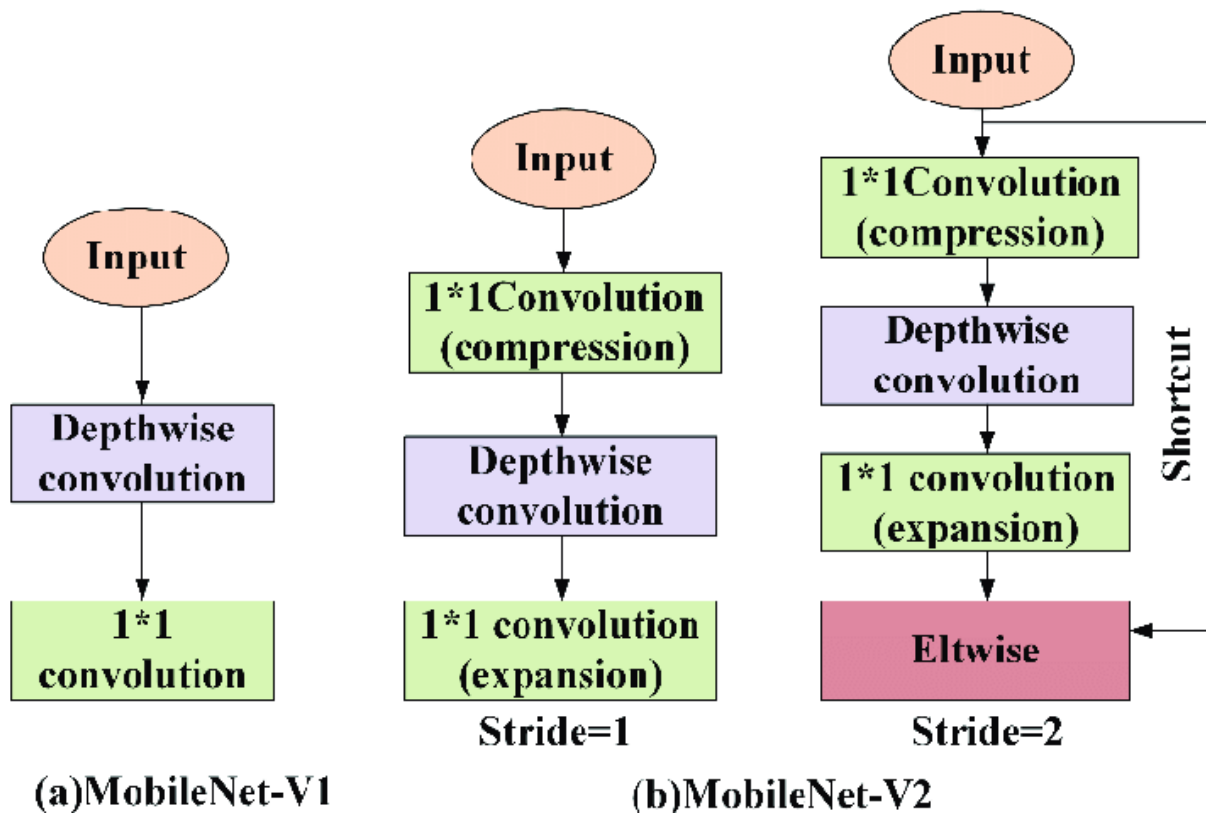 Input
Depthwise
convolution
1*1
convolution
(a)MobileNet-V1
Input
1*1Convolution
(compression)
Depthwise
convolution
1*1 convolution
(expansion)
Stride=1
Input
1*1Convolution
(compression)
Depthwise
convolution
1*1 convolution
(expansion)
Eltwise
Shortcut
Stride=2
(b)MobileNet-V2